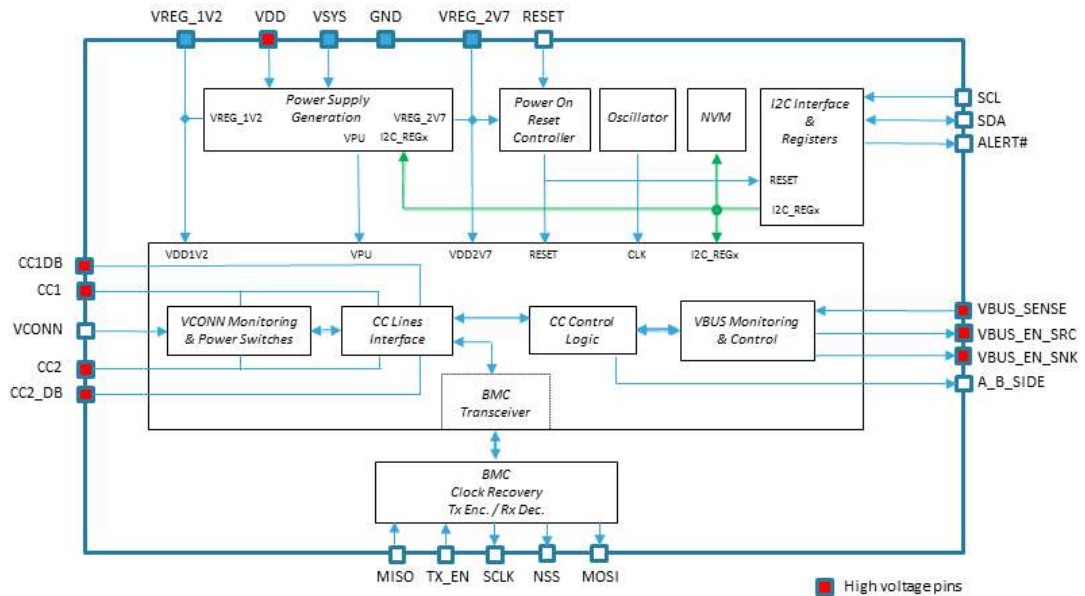 VREG_1V2 VDD VSYS GND VREG_2V7 RESET
Power Supply
Generation
VREG_1V2
VREG_2V7
VPU
I2C_REGx
Power On
Reset
Controller
Oscillator
NVM
I2C Interface
&
Registers
RESET
I2C_REGx
SCL
SDA
ALERT#
VDD1V2 VPU VDD2V7 RESET CLK I2C_REGx
CC1DB
CC1
VCONN
CC2
CC2_DB
VCONN Monitoring
& Power Switches
CC Lines
Interface
CC Control
Logic
VBUS Monitoring
& Control
VBUS_SENSE
VBUS_EN_SRC
VBUS_EN_SNK
A_B_SIDE
BMC
Transceiver
BMC
Clock Recovery
Tx Enc. / Rx Dec.
MISO TX_EN SCLK NSS MOSI
High voltage pins